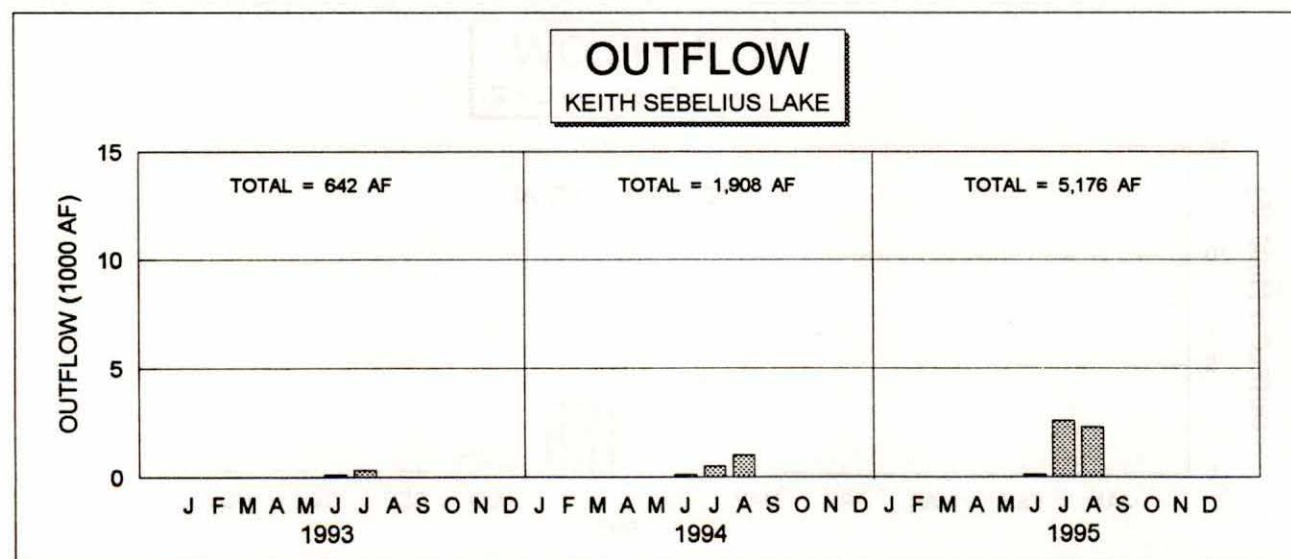 OUTFLOW
KEITH SEBELIUS LAKE
OUTFLOW (1000 AF)
15
10
5
0
TOTAL = 642 AF
TOTAL = 1,908 AF
TOTAL = 5,176 AF
J F M A M J J A S O N D J F M A M J J A S O N D J F M A M J J A S O N D
1993 1994 1995